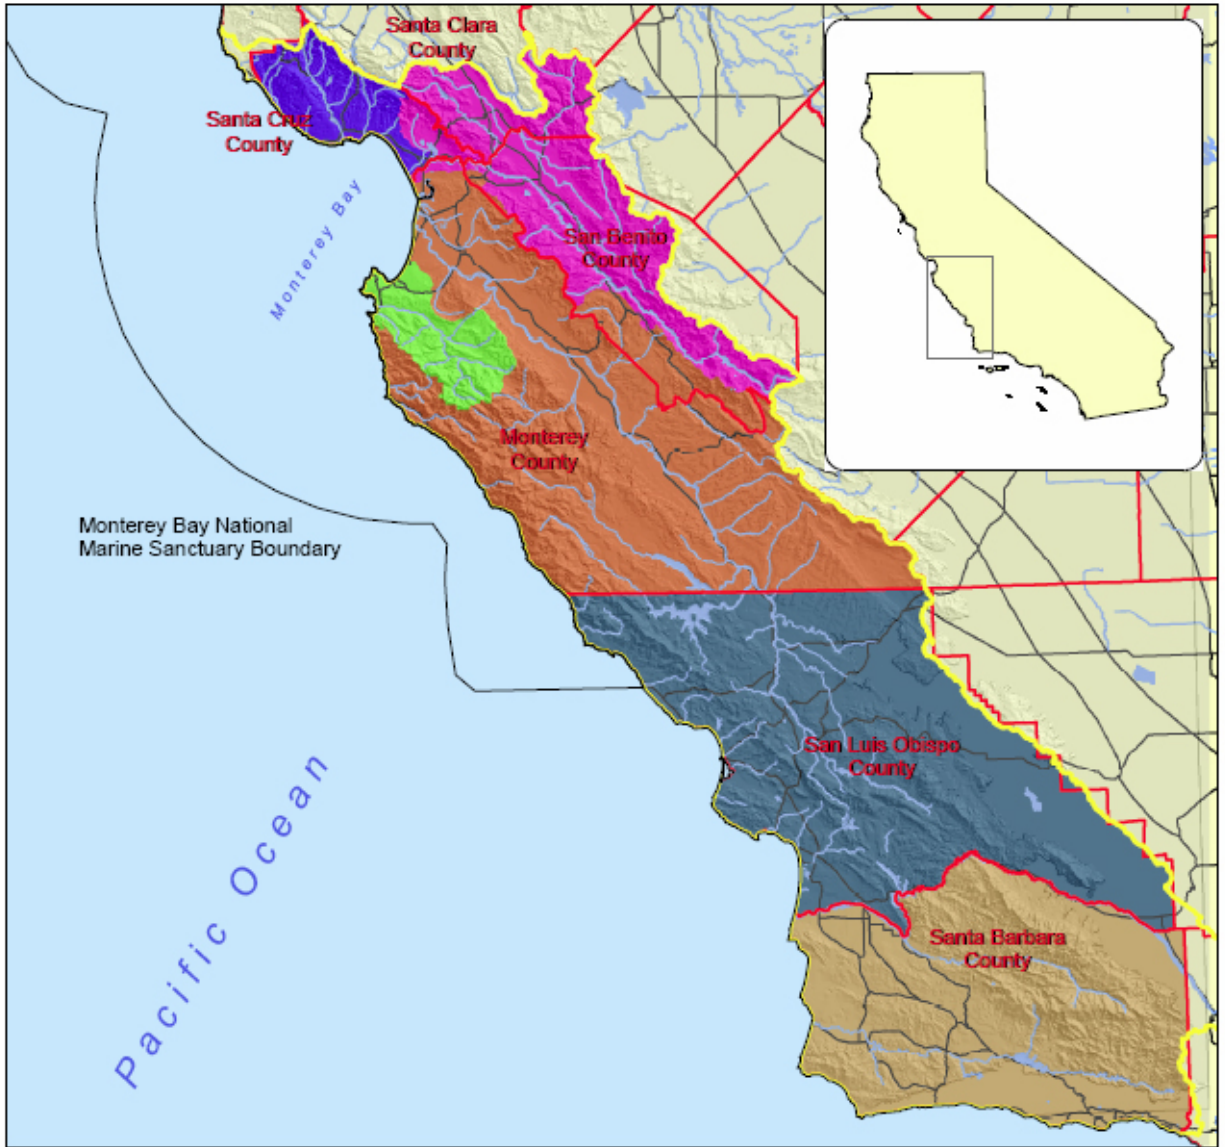 Santa Clara
County
Santa Cruz
County
Monterey Bay
San Benito
County
Monterey
County
Monterey Bay National
Marine Sanctuary Boundary
San Luis Obispo
County
Pacific Ocean
Santa Barbara
County